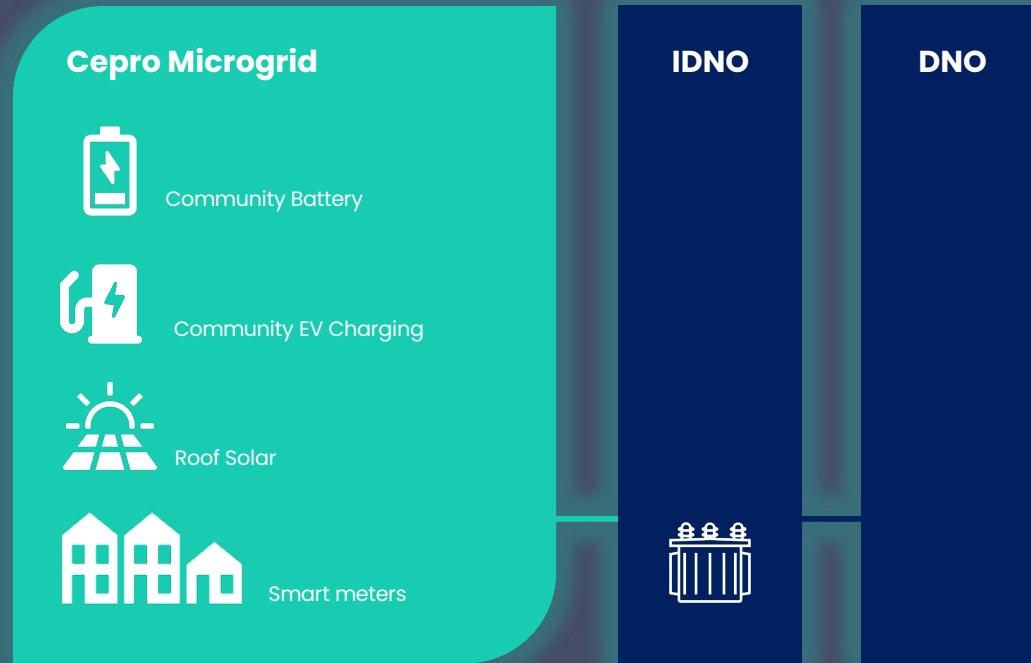 Cepro Microgrid
IDNO
DNO
Community Battery
Community EV Charging
Roof Solar
Smart meters